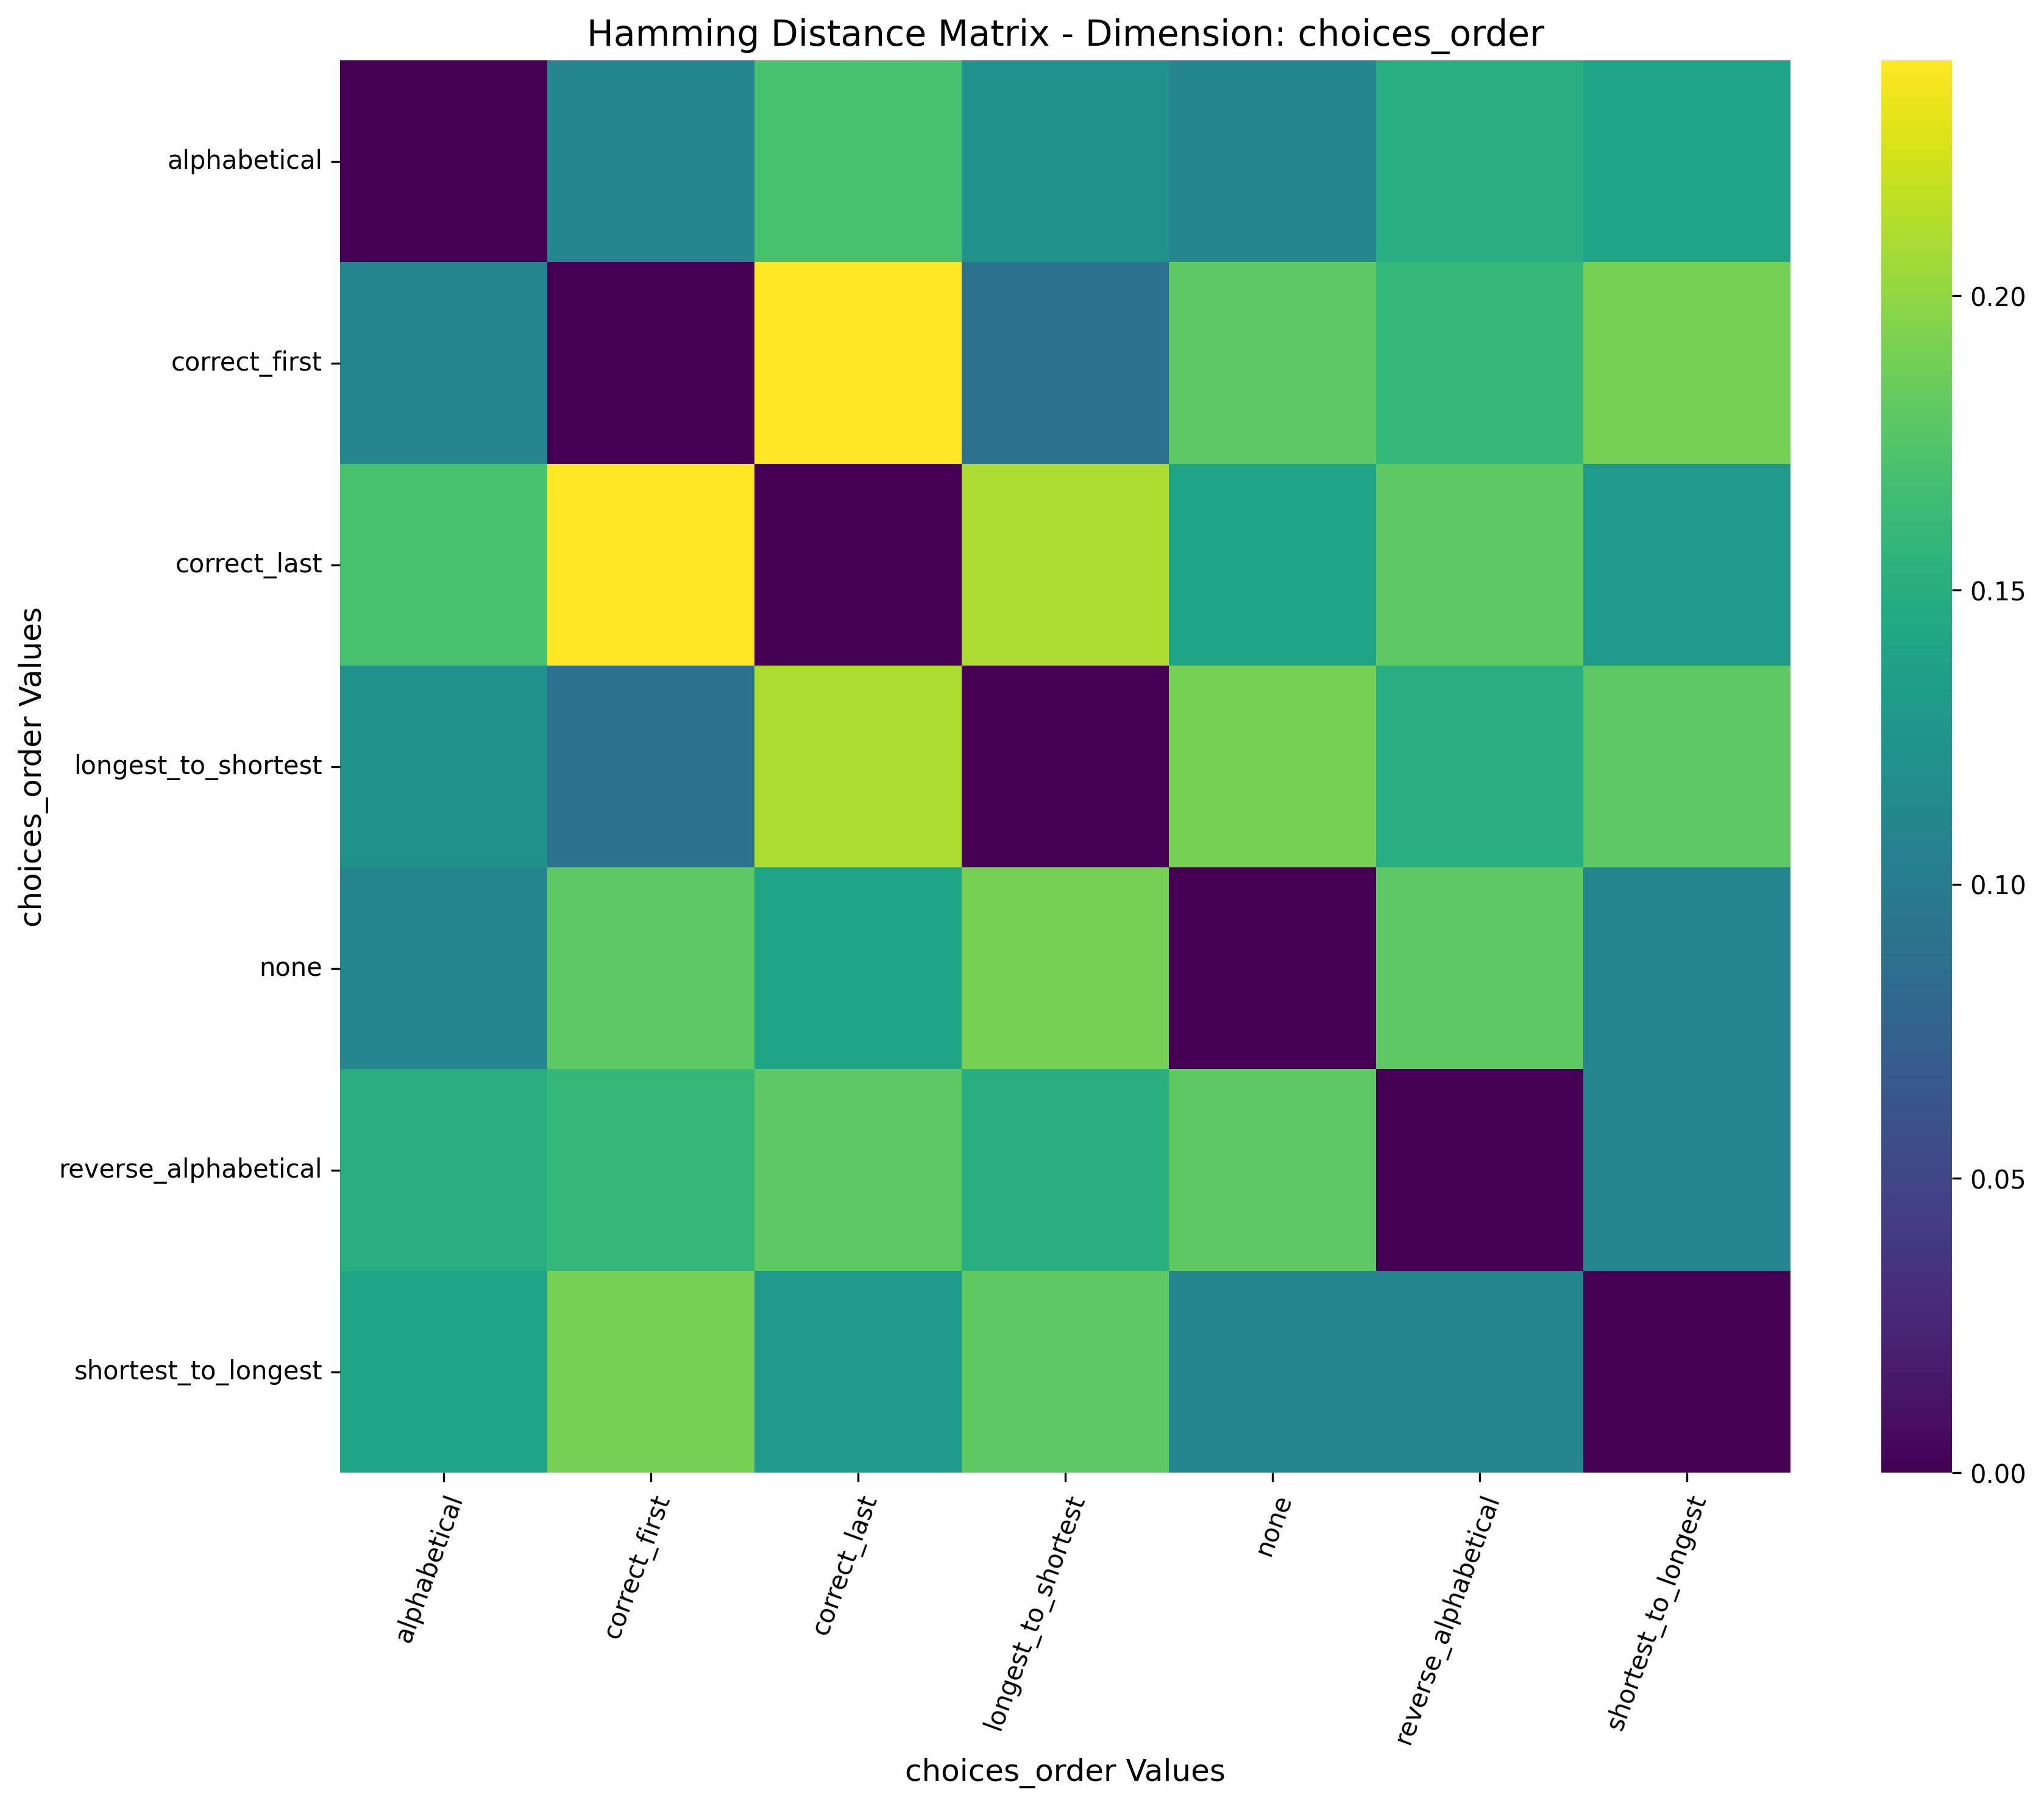 Hamming Distance Matrix - Dimension: choices_order
choices_order Values
alphabetical
correct_first
correct_last
longest_to_shortest
none
reverse_alphabetical
shortest_to_longest
alphabetical
correct_first
correct_last
longest_to_shortest
none
reverse_alphabetical
shortest_to_longest
choices_order Values
0.20
0.15
0.10
0.05
0.00